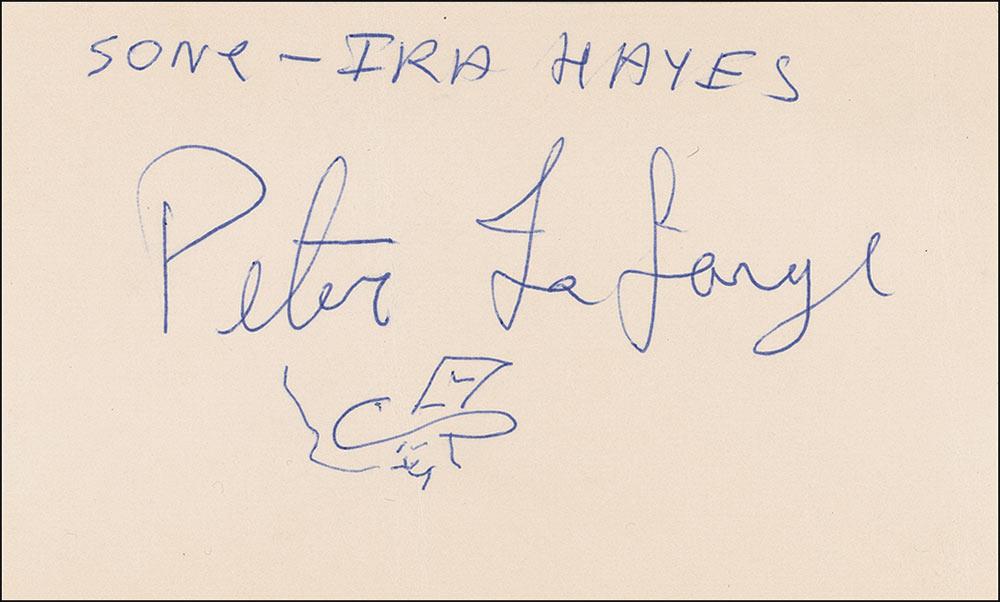 SONG - IRA HAYES
Peter La Farge